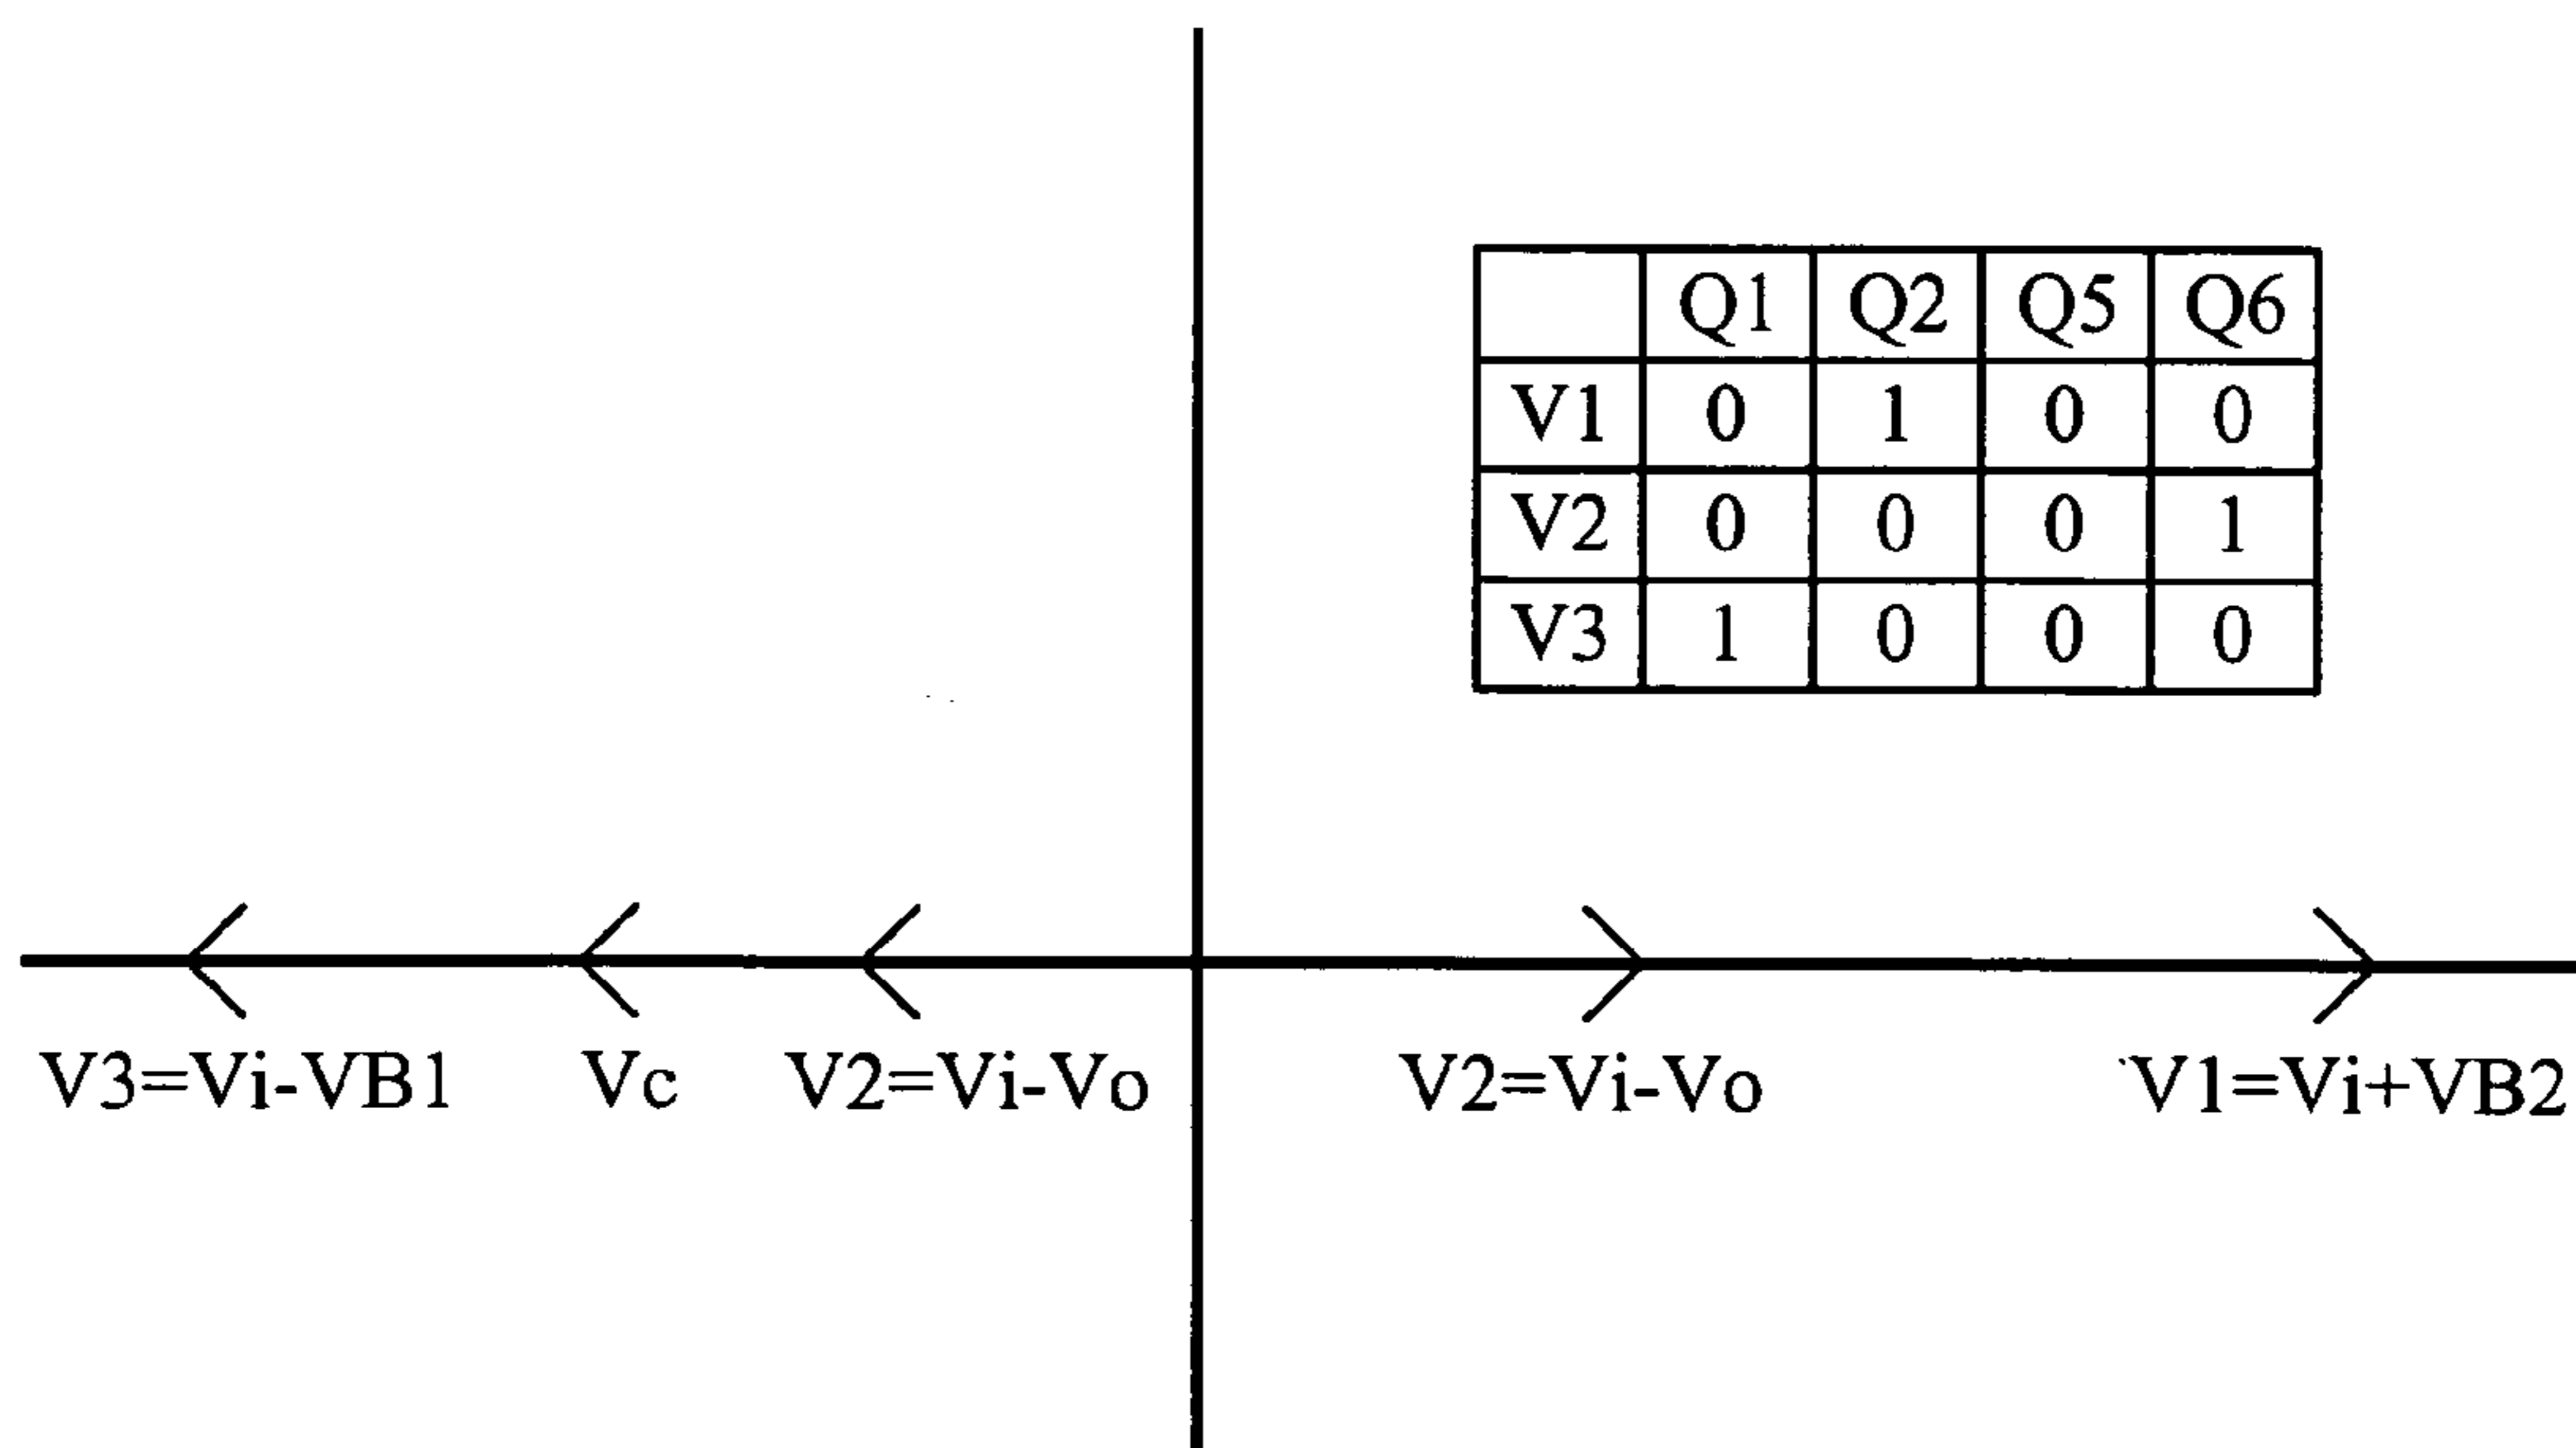 Q1 Q2 Q5 Q6
V1 0 1 0 0
V2 0 0 0 1
V3 1 0 0 0
V3=Vi-VB1 Vc V2=Vi-Vo V2=Vi-Vo V1=Vi+VB2